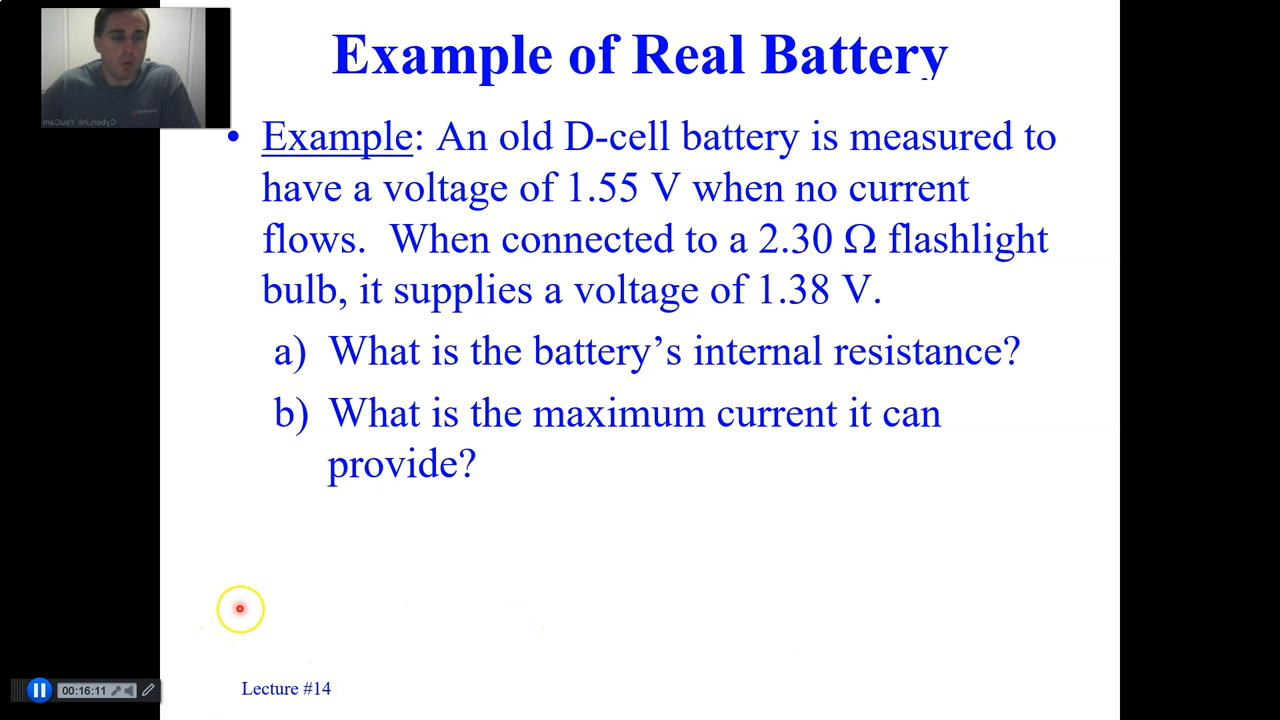 Example of Real Battery
• Example: An old D-cell battery is measured to
have a voltage of 1.55 V when no current
flows. When connected to a 2.30 Ω flashlight
bulb, it supplies a voltage of 1.38 V.
a) What is the battery’s internal resistance?
b) What is the maximum current it can
provide?
CyberLink YouCam
00:16:11
Lecture #14